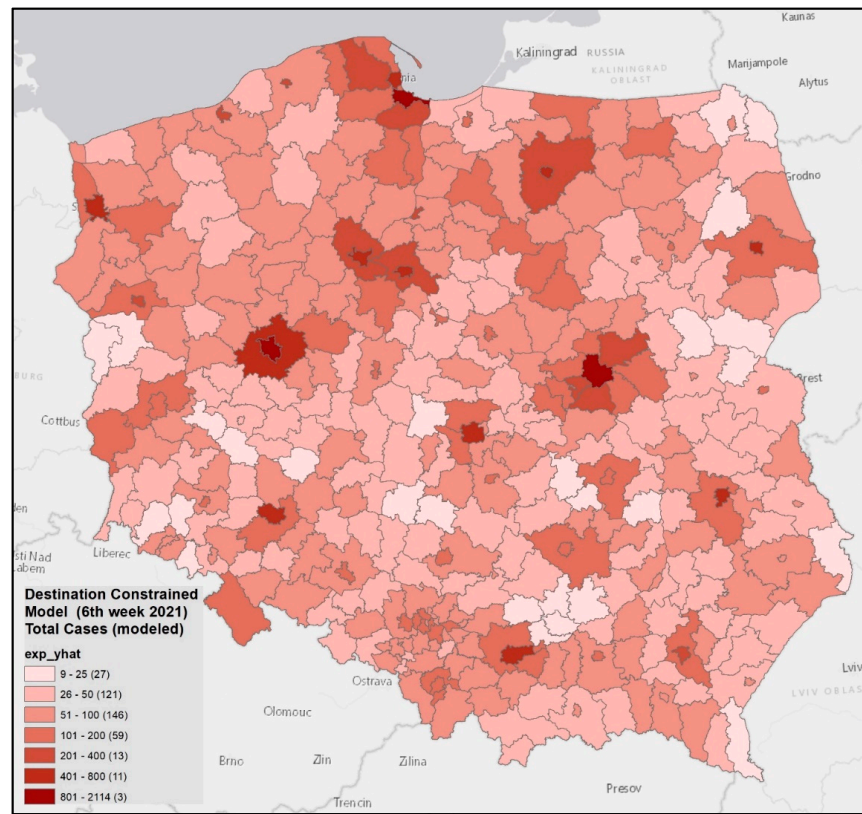 Kaunas
Kaliningrad
RUSSIA
KALININGRAD
OBLAST
Marijampole
Alytus
Grodno
Cottbus
Liberec
Destination Constrained
Model (6th week 2021)
Total Cases (modeled)
exp_yhat
9 - 25 (27)
26 - 50 (121)
51 - 100 (146)
101 - 200 (59)
201 - 400 (13)
401 - 800 (11)
801 - 2114 (3)
Ostrava
Olomouc
Brno
Zlin
Zilina
Trencin
Presov
LVIV OBLAS